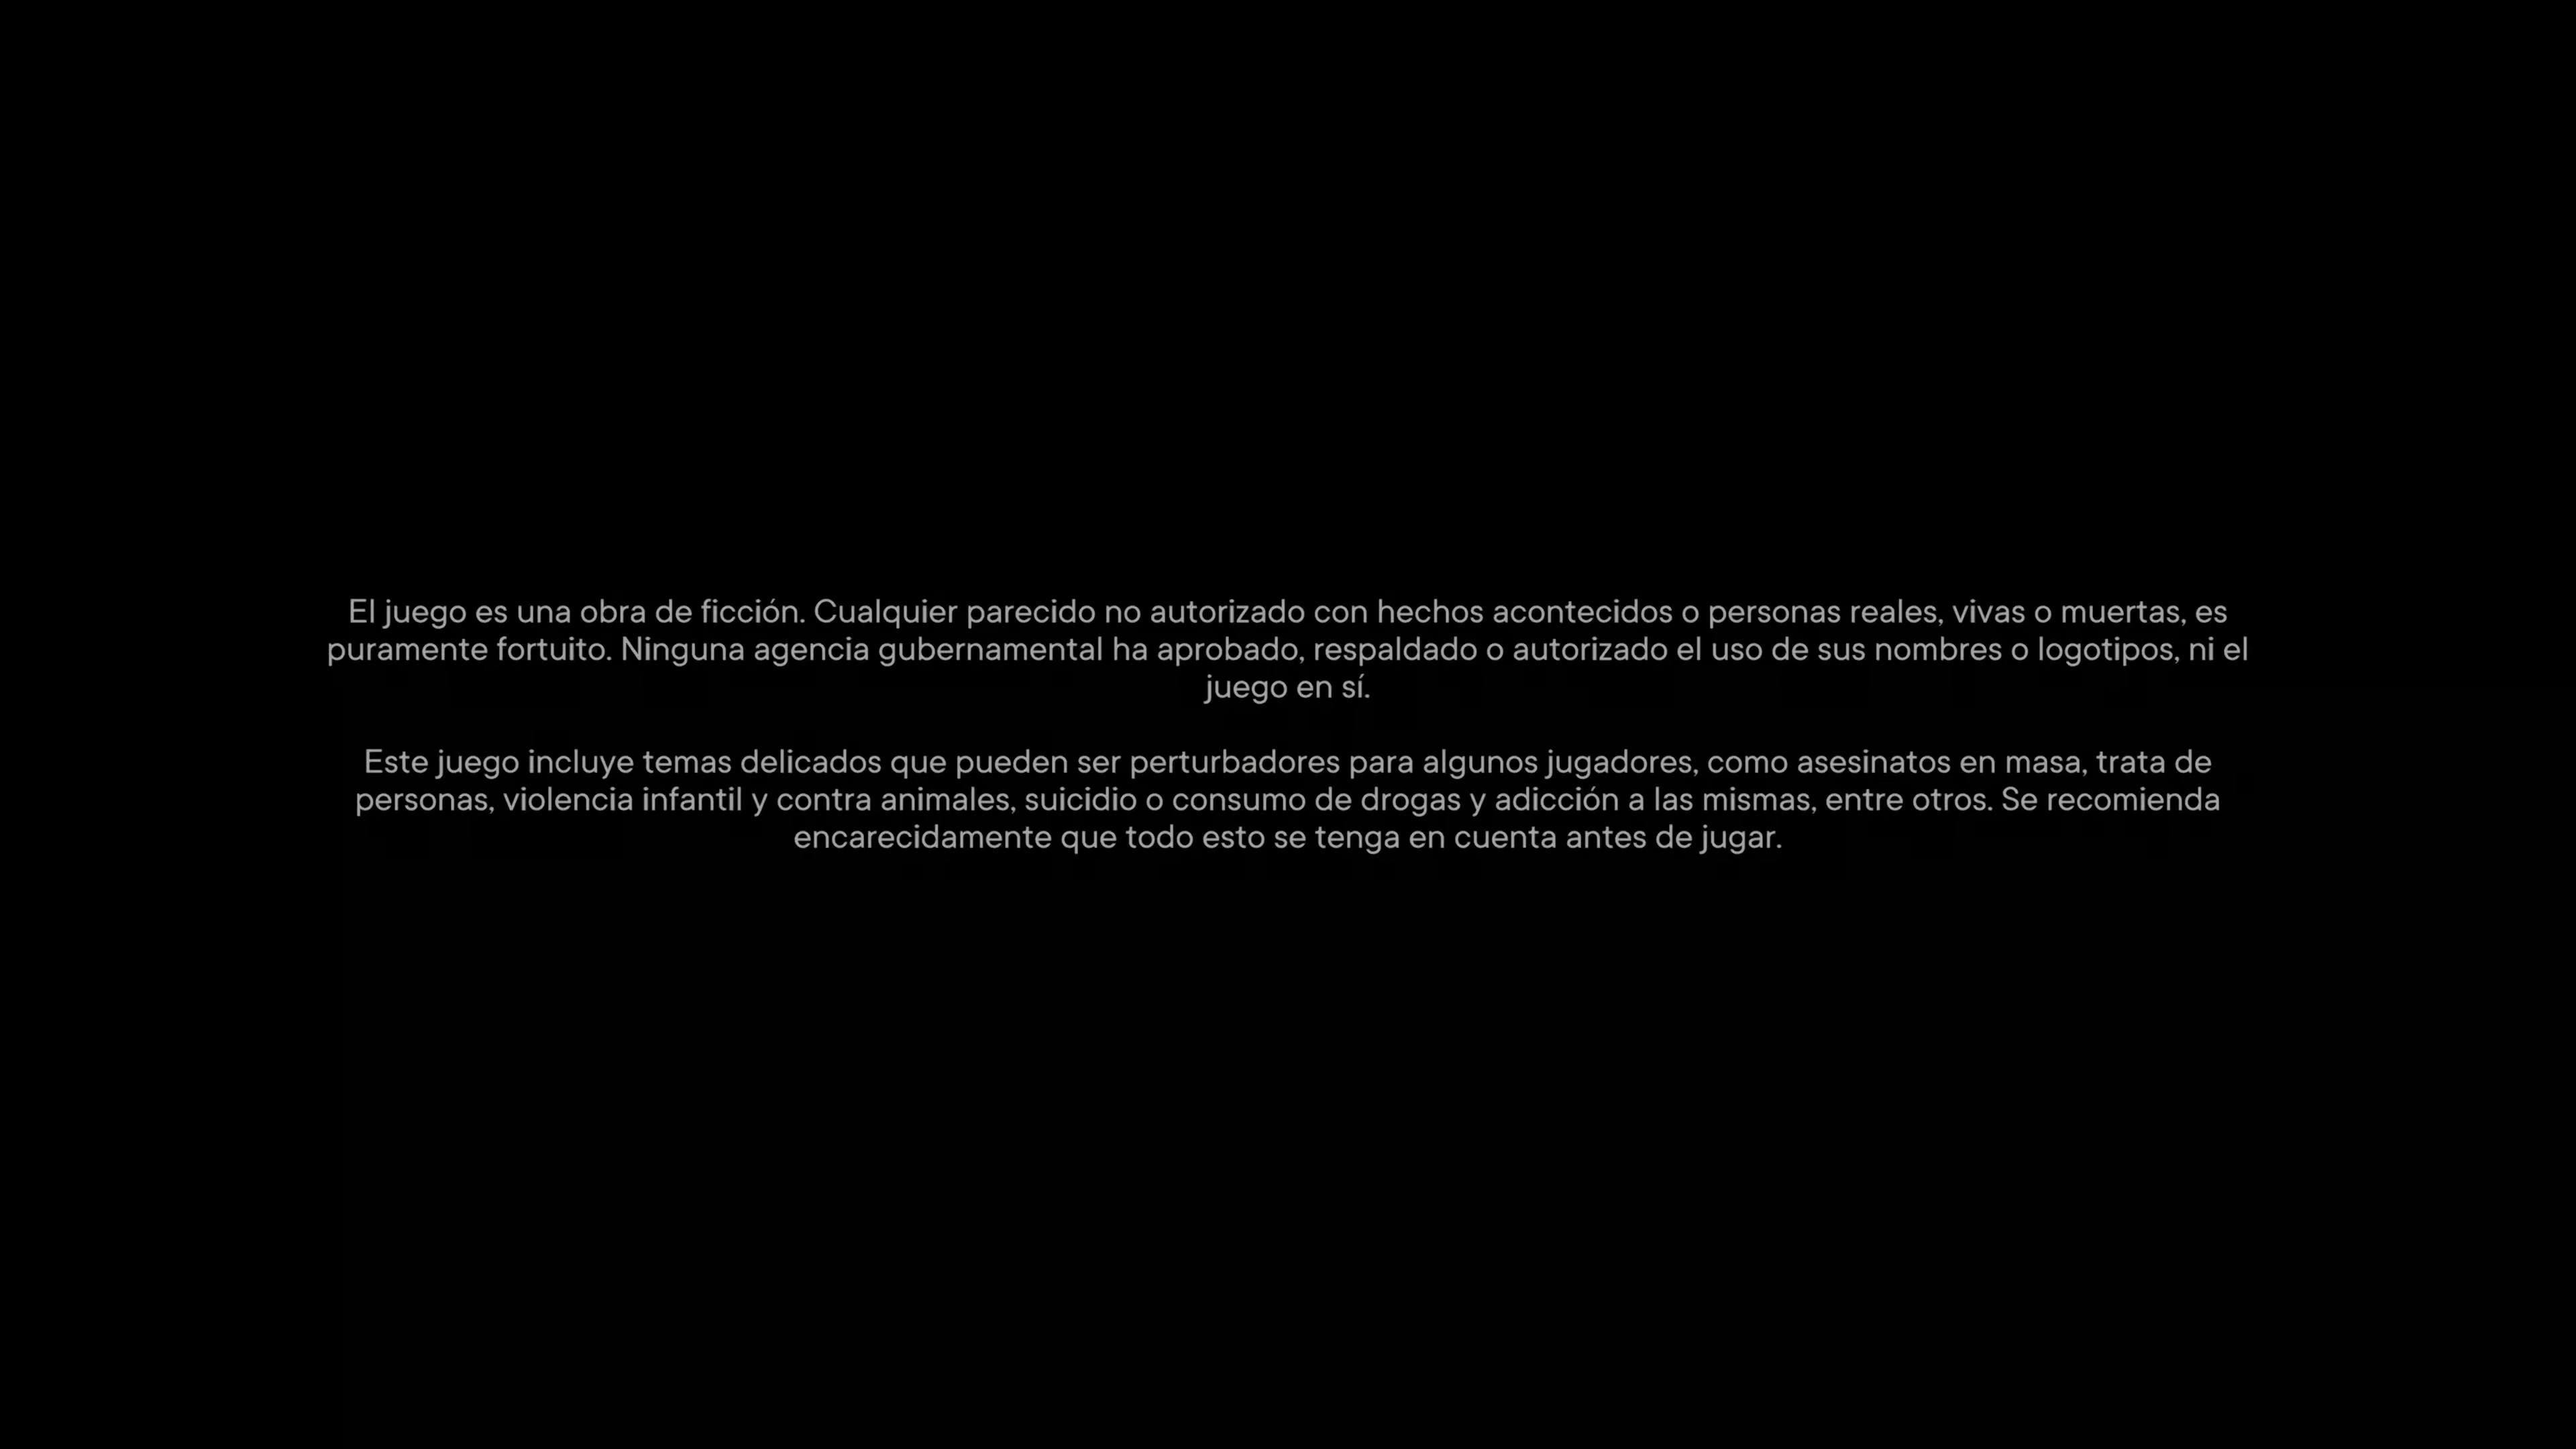 El juego es una obra de ficción. Cualquier parecido no autorizado con hechos acontecidos o personas reales, vivas o muertas, es
puramente fortuito. Ninguna agencia gubernamental ha aprobado, respaldado o autorizado el uso de sus nombres o logotipos, ni el
juego en sí.
Este juego incluye temas delicados que pueden ser perturbadores para algunos jugadores, como asesinatos en masa, trata de
personas, violencia infantil y contra animales, suicidio o consumo de drogas y adicción a las mismas, entre otros. Se recomienda
encarecidamente que todo esto se tenga en cuenta antes de jugar.